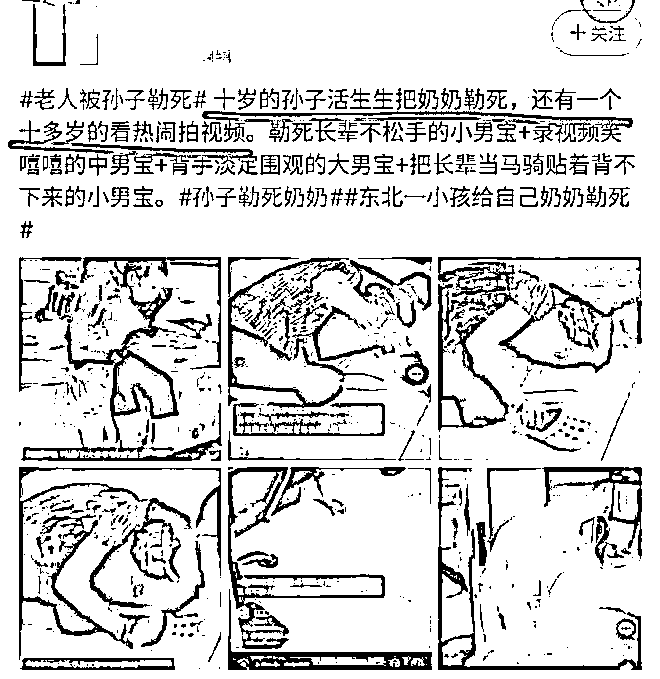 +关注
#老人被孙子勒死# 十岁的孙子活生生把奶奶勒死，还有一个
十多岁的看热闹拍视频。勒死长辈不松手的小男宝+录视频笑
嘻嘻的中男宝+背手淡定围观的大男宝+把长辈当马骑贴着背不
下来的小男宝。#孙子勒死奶奶##东北一小孩给自己奶奶勒死
#